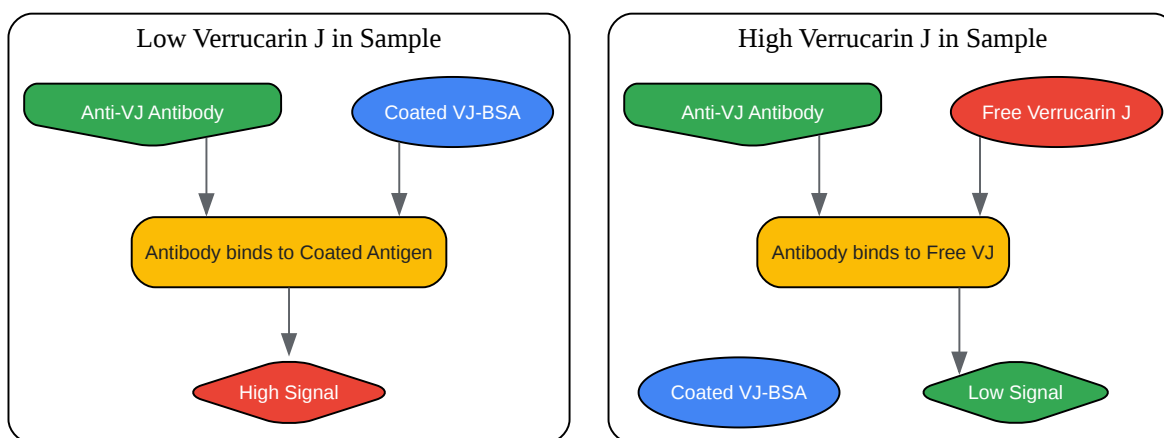 Low Verrucarin J in Sample
Anti-VJ Antibody
Coated VJ-BSA
Antibody binds to Coated Antigen
High Signal
High Verrucarin J in Sample
Anti-VJ Antibody
Free Verrucarin J
Antibody binds to Free VJ
Coated VJ-BSA
Low Signal